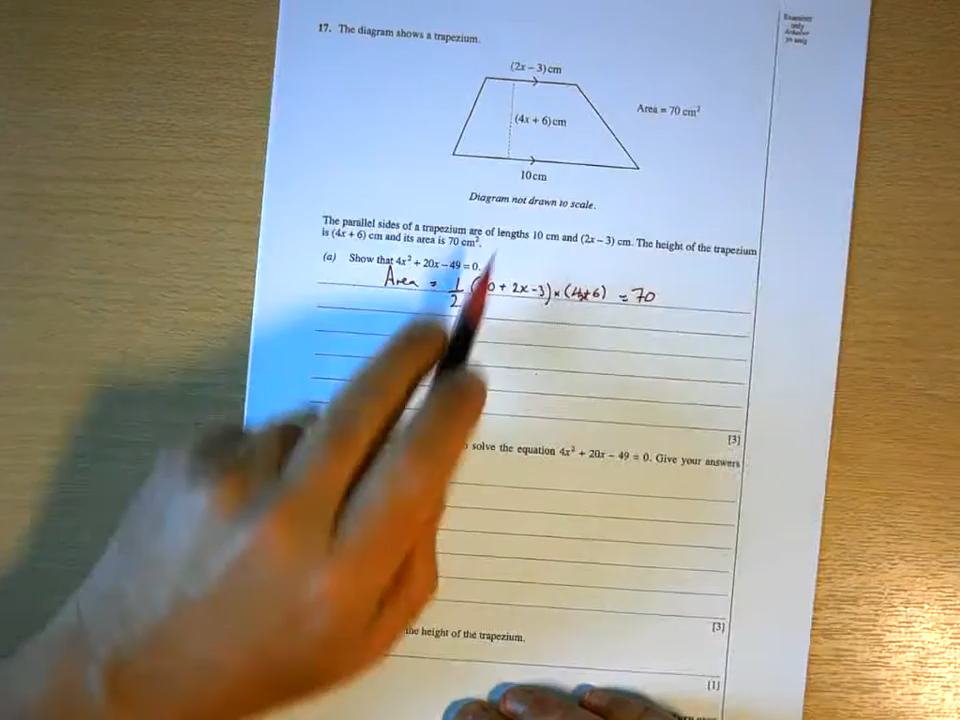 17. The diagram shows a trapezium.
Examiner
only
(2x – 3) cm
Area = 70 cm²
(4x + 6) cm
10 cm
Diagram not drawn to scale.
The parallel sides of a trapezium are of lengths 10 cm and (2x – 3) cm. The height of the trapezium
is (4x + 6) cm and its area is 70 cm².
(a) Show that 4x² + 20x – 49 = 0.
Area = 1/2 ( 0 + 2x - 3) × (4x+6) = 70
[3]
solve the equation 4x² + 20x – 49 = 0. Give your answers
[3]
the height of the trapezium.
[1]